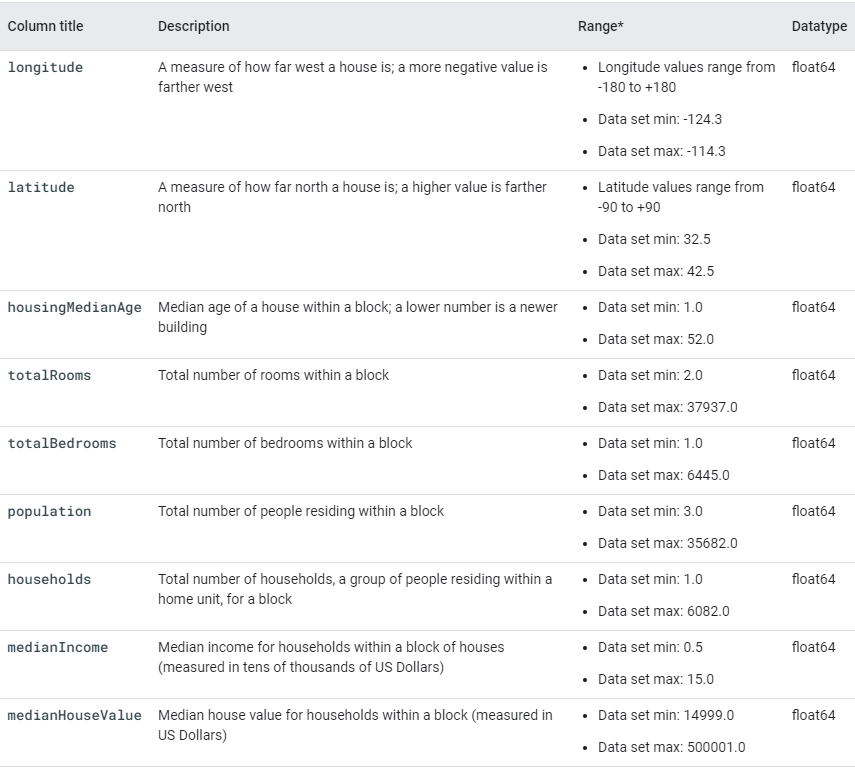 Column title Description Range* Datatype
longitude A measure of how far west a house is; a more negative value is • Longitude values range from float64
farther west -180 to +180
• Data set min: -124.3
• Data set max: -114.3
latitude A measure of how far north a house is; a higher value is farther • Latitude values range from float64
north -90 to +90
• Data set min: 32.5
• Data set max: 42.5
housingMedianAge Median age of a house within a block; a lower number is a newer • Data set min: 1.0 float64
building • Data set max: 52.0
totalRooms Total number of rooms within a block • Data set min: 2.0 float64
• Data set max: 37937.0
totalBedrooms Total number of bedrooms within a block • Data set min: 1.0 float64
• Data set max: 6445.0
population Total number of people residing within a block • Data set min: 3.0 float64
• Data set max: 35682.0
households Total number of households, a group of people residing within a • Data set min: 1.0 float64
home unit, for a block • Data set max: 6082.0
medianIncome Median income for households within a block of houses • Data set min: 0.5 float64
(measured in tens of thousands of US Dollars) • Data set max: 15.0
medianHouseValue Median house value for households within a block (measured in • Data set min: 14999.0 float64
US Dollars) • Data set max: 500001.0